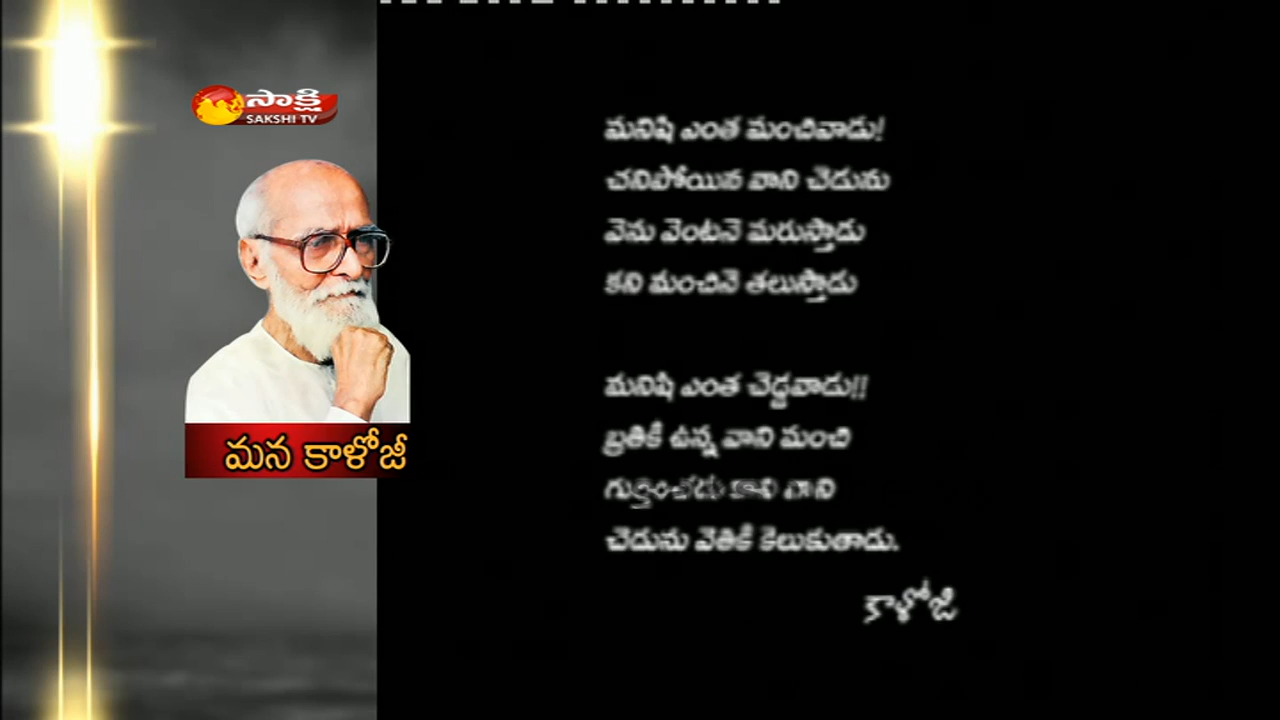 సాక్షి
SAKSHI TV
మన కాళోజీ
మనిషి ఎంత మంచివాడు!
చనిపోయిన వాని చెడును
వెను వెంటనె మరుస్తాడు
కని మంచినె తలుస్తాడు
మనిషి ఎంత చెడ్డవాడు!!
బ్రతికి ఉన్న వాని మంచి
గుర్తించడు కాని వాని
చెడును వెతికి కెలుకుతాడు.
కాళోజి